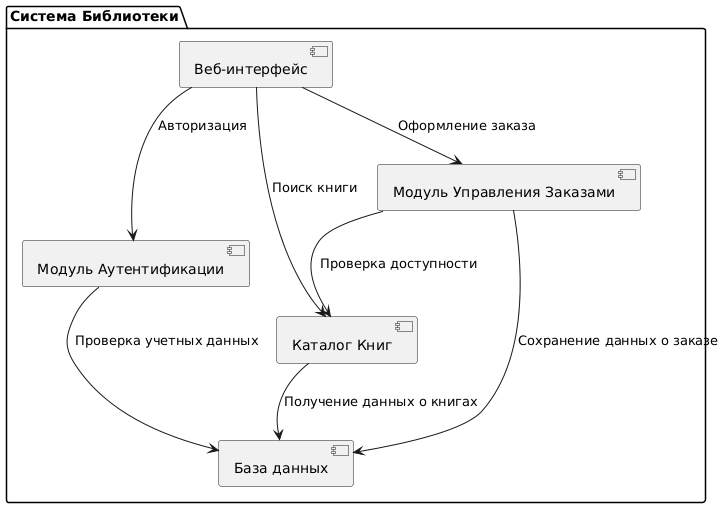 Система Библиотеки
Веб-интерфейс
Авторизация
Оформление заказа
Поиск книги
Модуль Управления Заказами
Модуль Аутентификации
Проверка доступности
Проверка учетных данных
Каталог Книг
Сохранение данных о заказе
Получение данных о книгах
База данных